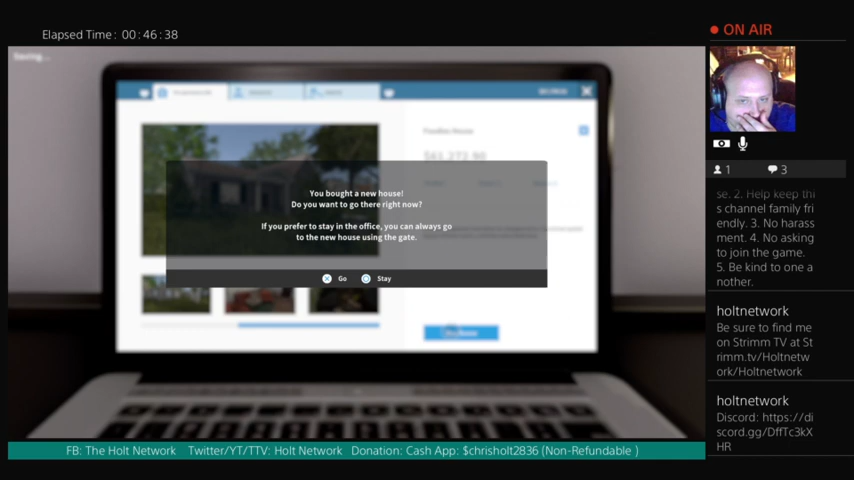 Elapsed Time: 00:46:38
ON AIR
Saving...
You bought a new house!
Do you want to go there right now?
If you prefer to stay in the office, you can always go
to the new house using the gate.
Go
Stay
$61,272.90
1
3
se. 2. Help keep thi
s channel family fri
endly. 3. No harass
ment. 4. No asking
to join the game.
5. Be kind to one a
nother.
holtnetwork
Be sure to find me
on Strimm TV at St
rimm.tv/Holtnetw
ork/Holtnetwork
holtnetwork
Discord: https://di
scord.gg/DffTc3kX
HR
FB: The Holt Network Twitter/YT/TTV: Holt Network Donation: Cash App: $chrisholt2836 (Non-Refundable )